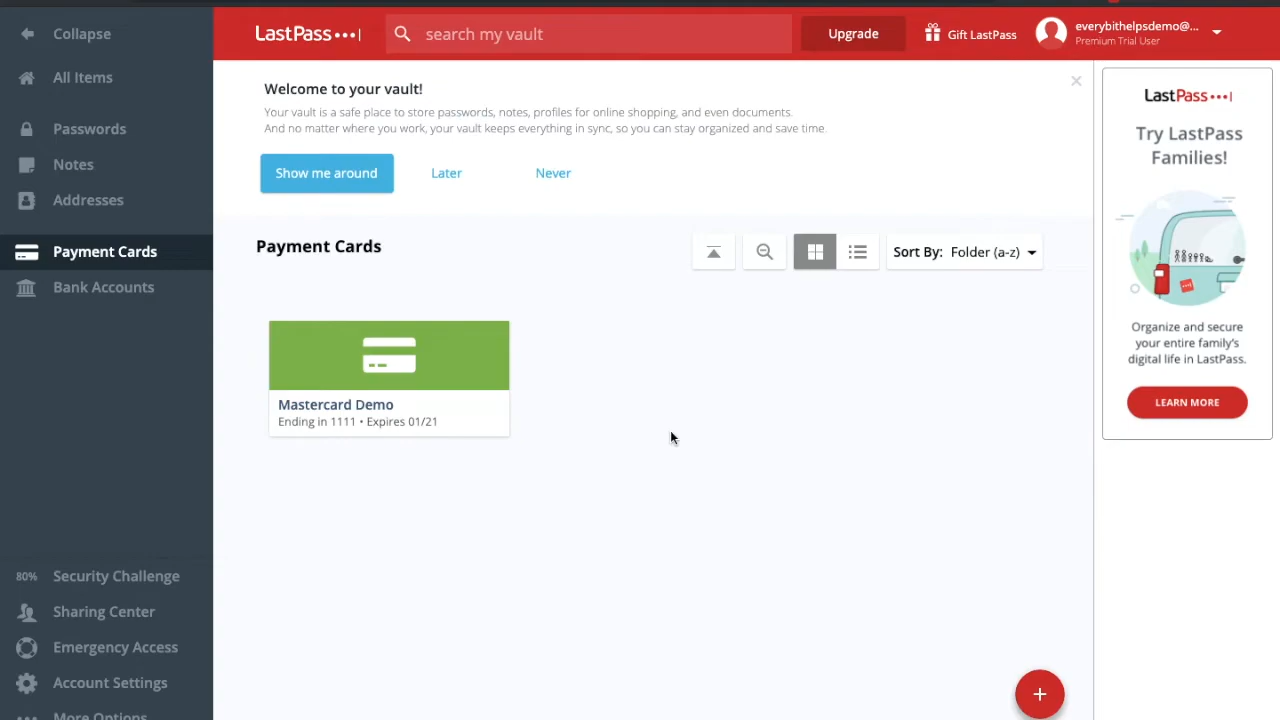 Collapse
All Items
Passwords
Notes
Addresses
Payment Cards
Bank Accounts
80% Security Challenge
Sharing Center
Emergency Access
Account Settings
More Options
LastPass
search my vault
Upgrade
Gift LastPass
everybithelpsdemo@...
Premium Trial User
Welcome to your vault!
Your vault is a safe place to store passwords, notes, profiles for online shopping, and even documents.
And no matter where you work, your vault keeps everything in sync, so you can stay organized and save time.
Show me around
Later
Never
Payment Cards
Sort By: Folder (a-z)
Mastercard Demo
Ending in 1111 • Expires 01/21
LastPass
Try LastPass
Families!
Organize and secure
your entire family's
digital life in LastPass.
LEARN MORE